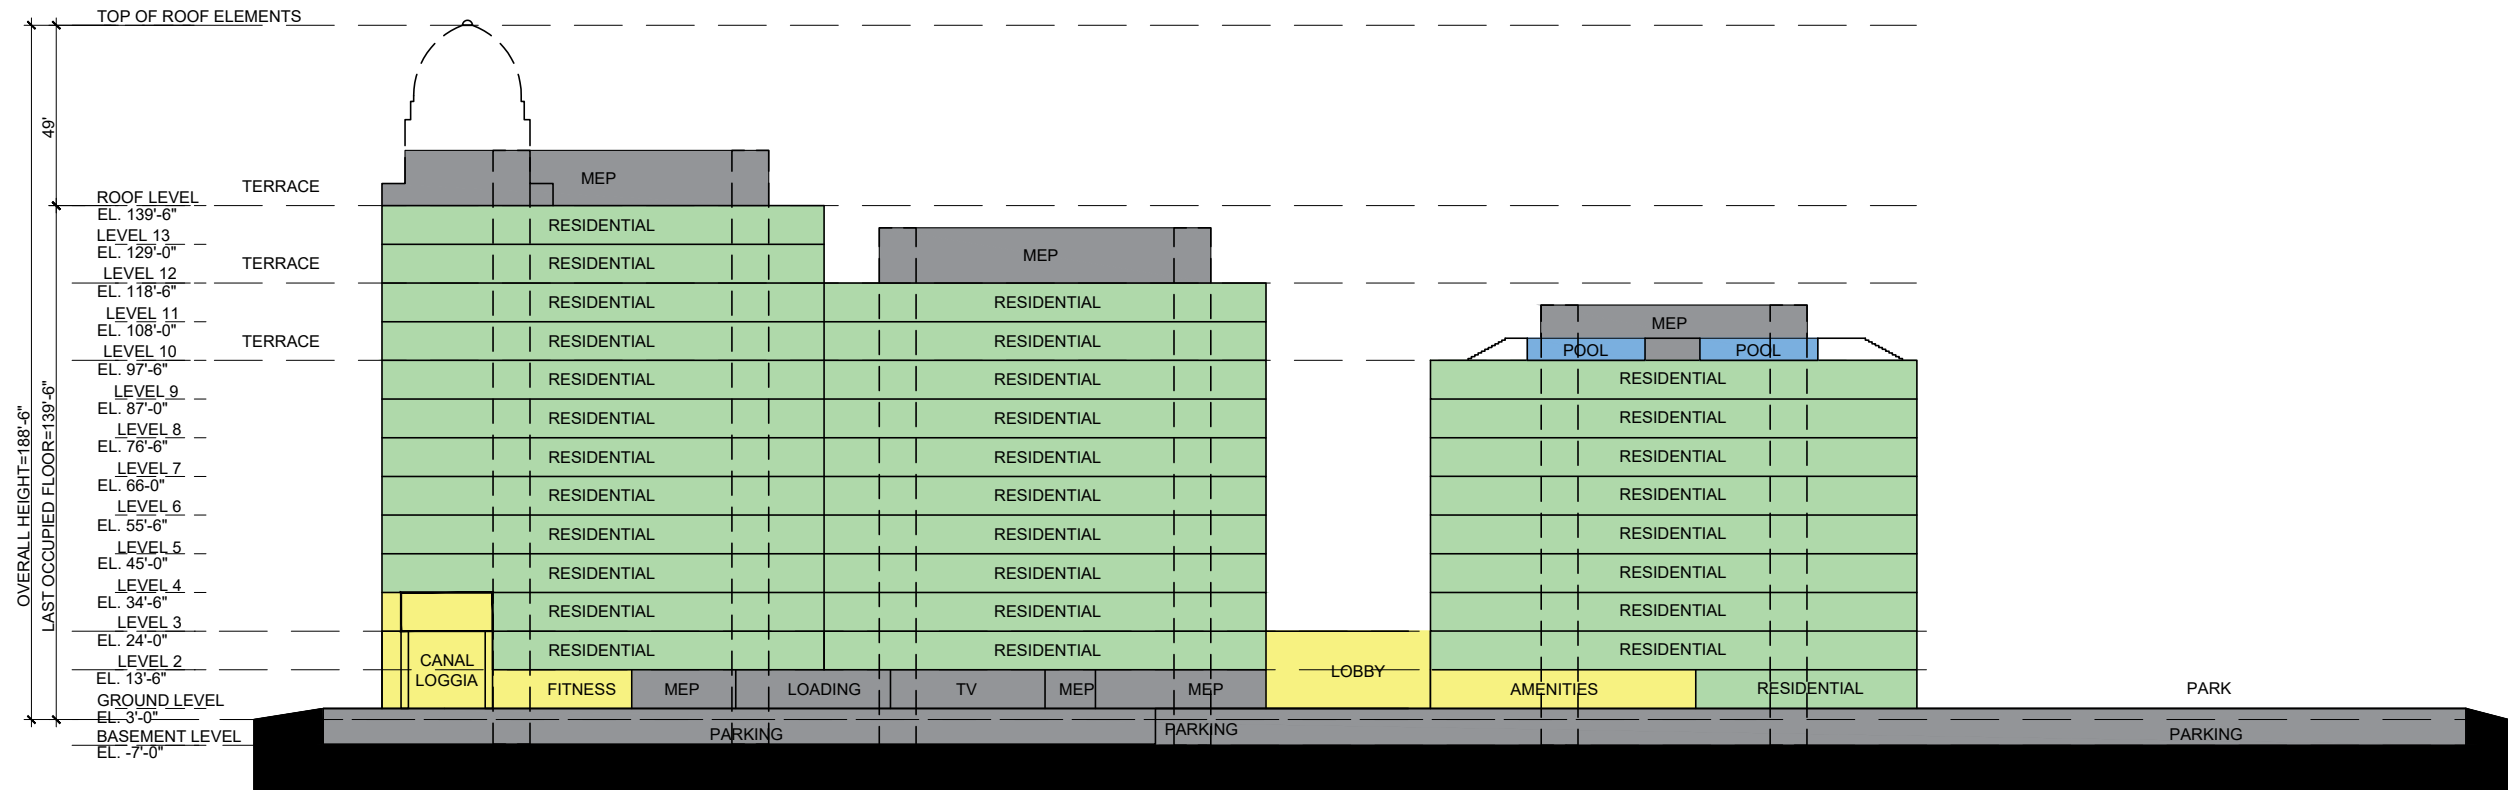 TOP OF ROOF ELEMENTS
49'
OVERALL HEIGHT=188'-6"
LAST OCCUPIED FLOOR=139'-6"
ROOF LEVEL
EL. 139'-6"
LEVEL 13
EL. 129'-0"
LEVEL 12
EL. 118'-6"
LEVEL 11
EL. 108'-0"
LEVEL 10
EL. 97'-6"
LEVEL 9
EL. 87'-0"
LEVEL 8
EL. 76'-6"
LEVEL 7
EL. 66-0"
LEVEL 6
EL. 55'-6"
LEVEL 5
EL. 45'-0"
LEVEL 4
EL. 34'-6"
LEVEL 3
EL. 24'-0"
LEVEL 2
EL. 13'-6"
GROUND LEVEL
EL. 3'-0"
BASEMENT LEVEL
EL. -7'-0"
TERRACE
TERRACE
TERRACE
MEP
RESIDENTIAL
RESIDENTIAL
RESIDENTIAL
RESIDENTIAL
RESIDENTIAL
RESIDENTIAL
RESIDENTIAL
RESIDENTIAL
RESIDENTIAL
RESIDENTIAL
RESIDENTIAL
RESIDENTIAL
CANAL
LOGGIA
FITNESS
MEP
LOADING
TV
MEP
MEP
MEP
RESIDENTIAL
RESIDENTIAL
RESIDENTIAL
RESIDENTIAL
RESIDENTIAL
RESIDENTIAL
RESIDENTIAL
RESIDENTIAL
RESIDENTIAL
RESIDENTIAL
LOBBY
MEP
POOL
POOL
RESIDENTIAL
RESIDENTIAL
RESIDENTIAL
RESIDENTIAL
RESIDENTIAL
RESIDENTIAL
RESIDENTIAL
RESIDENTIAL
AMENITIES
RESIDENTIAL
PARK
PARKING
PARKING
PARKING